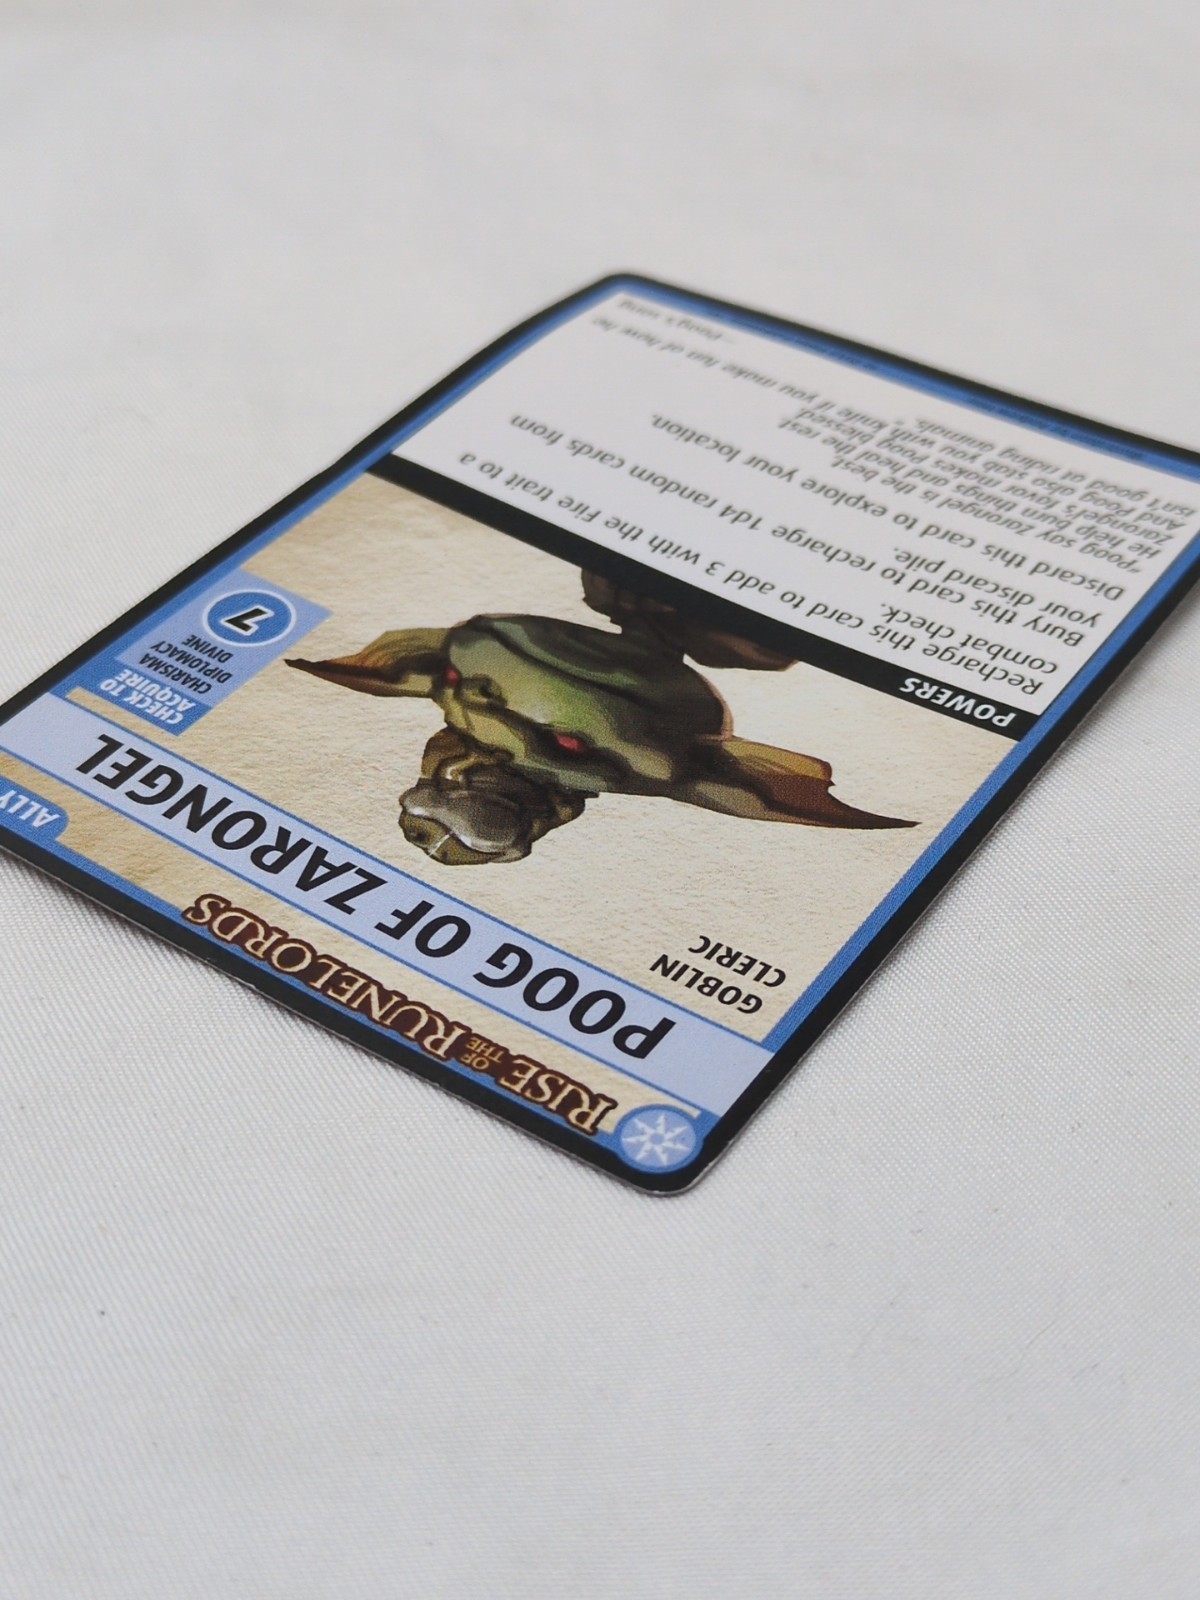 RISE OF THE RUNELORDS
ALLY
POOG OF ZARONGEL
GOBLIN
CLERIC
CHECK TO
ACQUIRE
CHARISMA
DIPLOMACY
DIVINE
7
POWERS
Recharge this card to add 3 with the Fire trait to a
combat check.
Bury this card to recharge 1d4 random cards from
your discard pile.
Discard this card to explore your location.
"Poog say Zarongel is the best
He help burn things and heal the rest
Zarongel's favor makes Poog blessed.
And Poog also stab you with knife if you make fun of how he
isn't good at riding animals."
—Poog's song